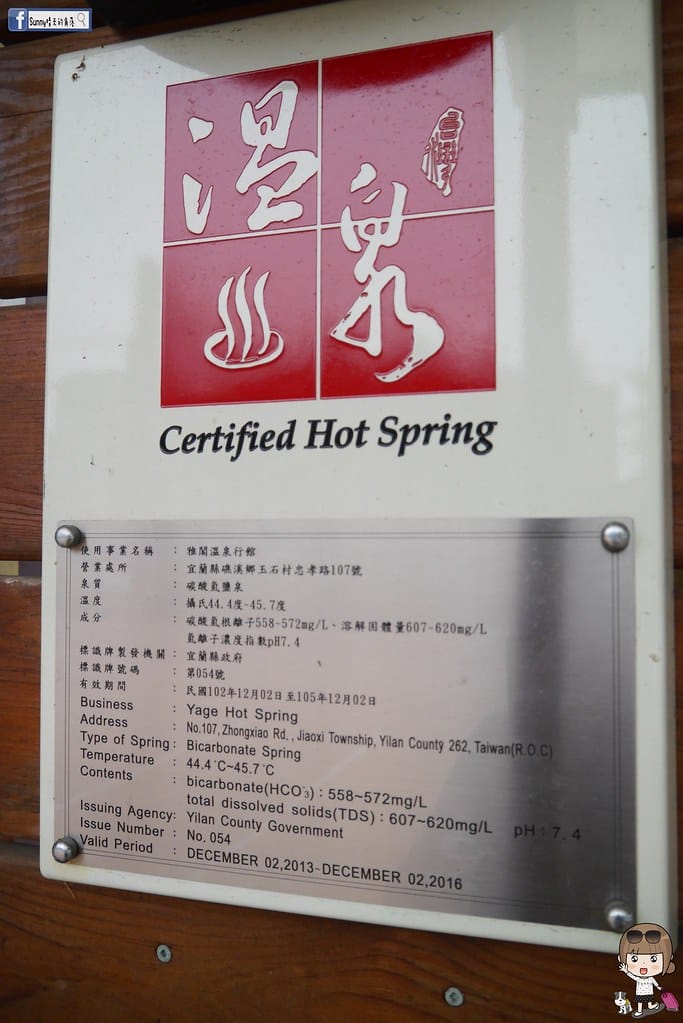 Sunny晴天的角落
溫泉
臺灣
Certified Hot Spring
使用事業名稱 : 雅閣溫泉行館
營業處所 : 宜蘭縣礁溪鄉玉石村忠孝路107號
泉質 : 碳酸氫鹽泉
溫度 : 攝氏44.4度~45.7度
成分 : 碳酸氫根離子558~572mg/L、溶解固體量607~620mg/L
氫離子濃度指數pH7.4
標識牌製發機關 : 宜蘭縣政府
標識牌號碼 : 第054號
有效期間 : 民國102年12月02日至105年12月02日
Business : Yage Hot Spring
Address : No.107, Zhongxiao Rd. , Jiaoxi Township, Yilan County 262, Taiwan(R.O.C)
Type of Spring : Bicarbonate Spring
Temperature : 44.4℃~45.7℃
Contents : bicarbonate(HCO₃⁻) : 558~572mg/L
total dissolved solids(TDS) : 607~620mg/L pH : 7.4
Issuing Agency : Yilan County Government
Issue Number : No. 054
Valid Period : DECEMBER 02,2013~DECEMBER 02,2016